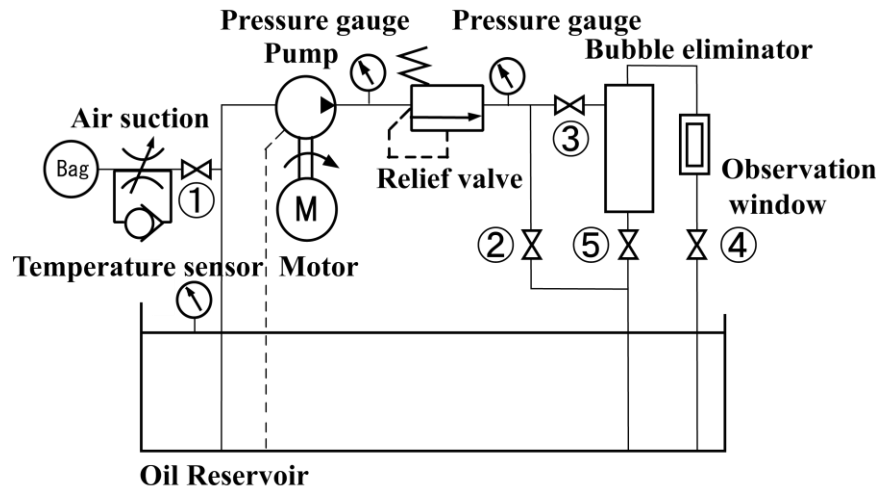 Pressure gauge
Pressure gauge
Pump
Bubble eliminator
Air suction
Bag
①
③
Relief valve
Observation
window
M
②
⑤
④
Temperature sensor
Motor
Oil Reservoir